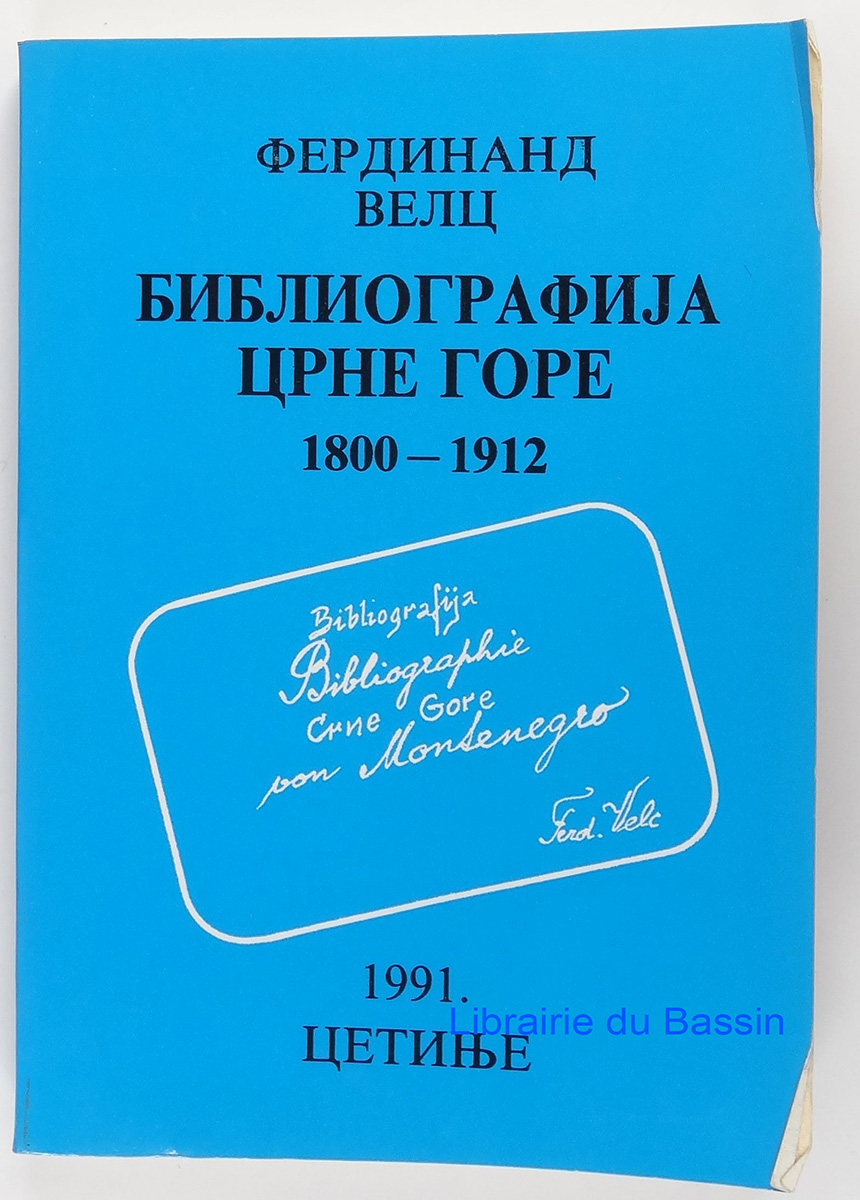 ФЕРДИНАНД
ВЕЛЦ
БИБЛИОГРАФИЈА
ЦРНЕ ГОРЕ
1800 – 1912
Bibliografija
Bibliographie
Crne Gore
von Montenegro
Ferd. Velc
1991.
Librairie du Bassin
ЦЕТИЊЕ